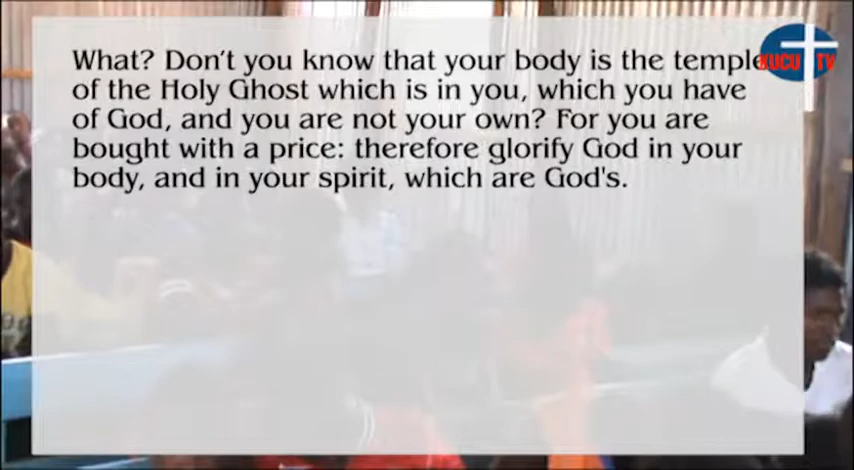 What? Don't you know that your body is the temple
of the Holy Ghost which is in you, which you have
of God, and you are not your own? For you are
bought with a price: therefore glorify God in your
body, and in your spirit, which are God's.
KUCU TV